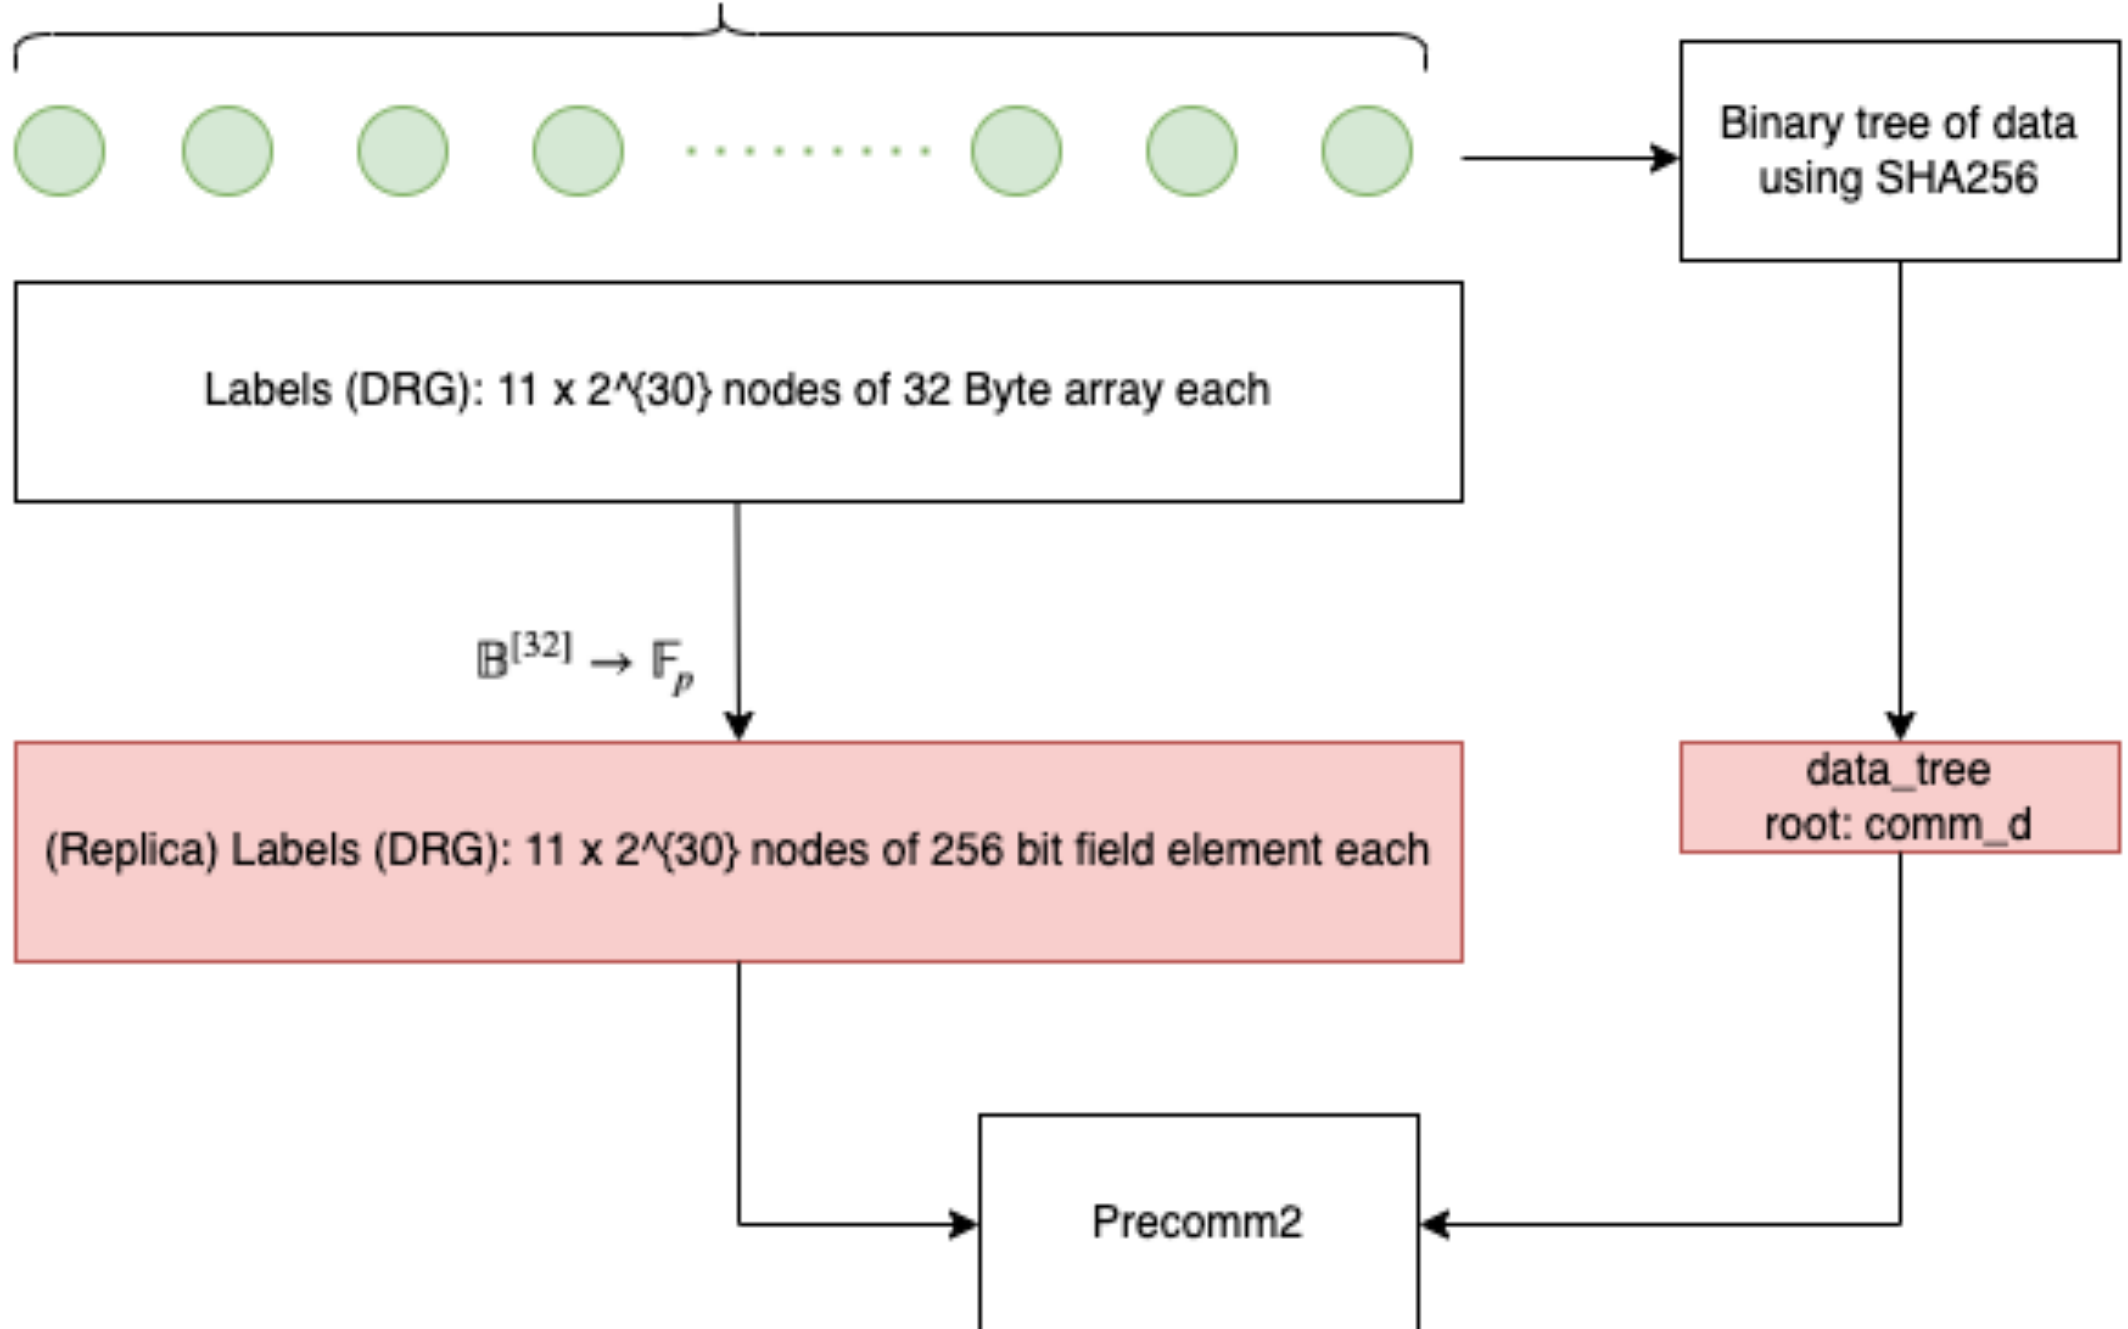 Binary tree of data
using SHA256
Labels (DRG): 11 x 2^{30} nodes of 32 Byte array each
𝔹^[32] → 𝔽_p
(Replica) Labels (DRG): 11 x 2^{30} nodes of 256 bit field element each
data_tree
root: comm_d
Precomm2